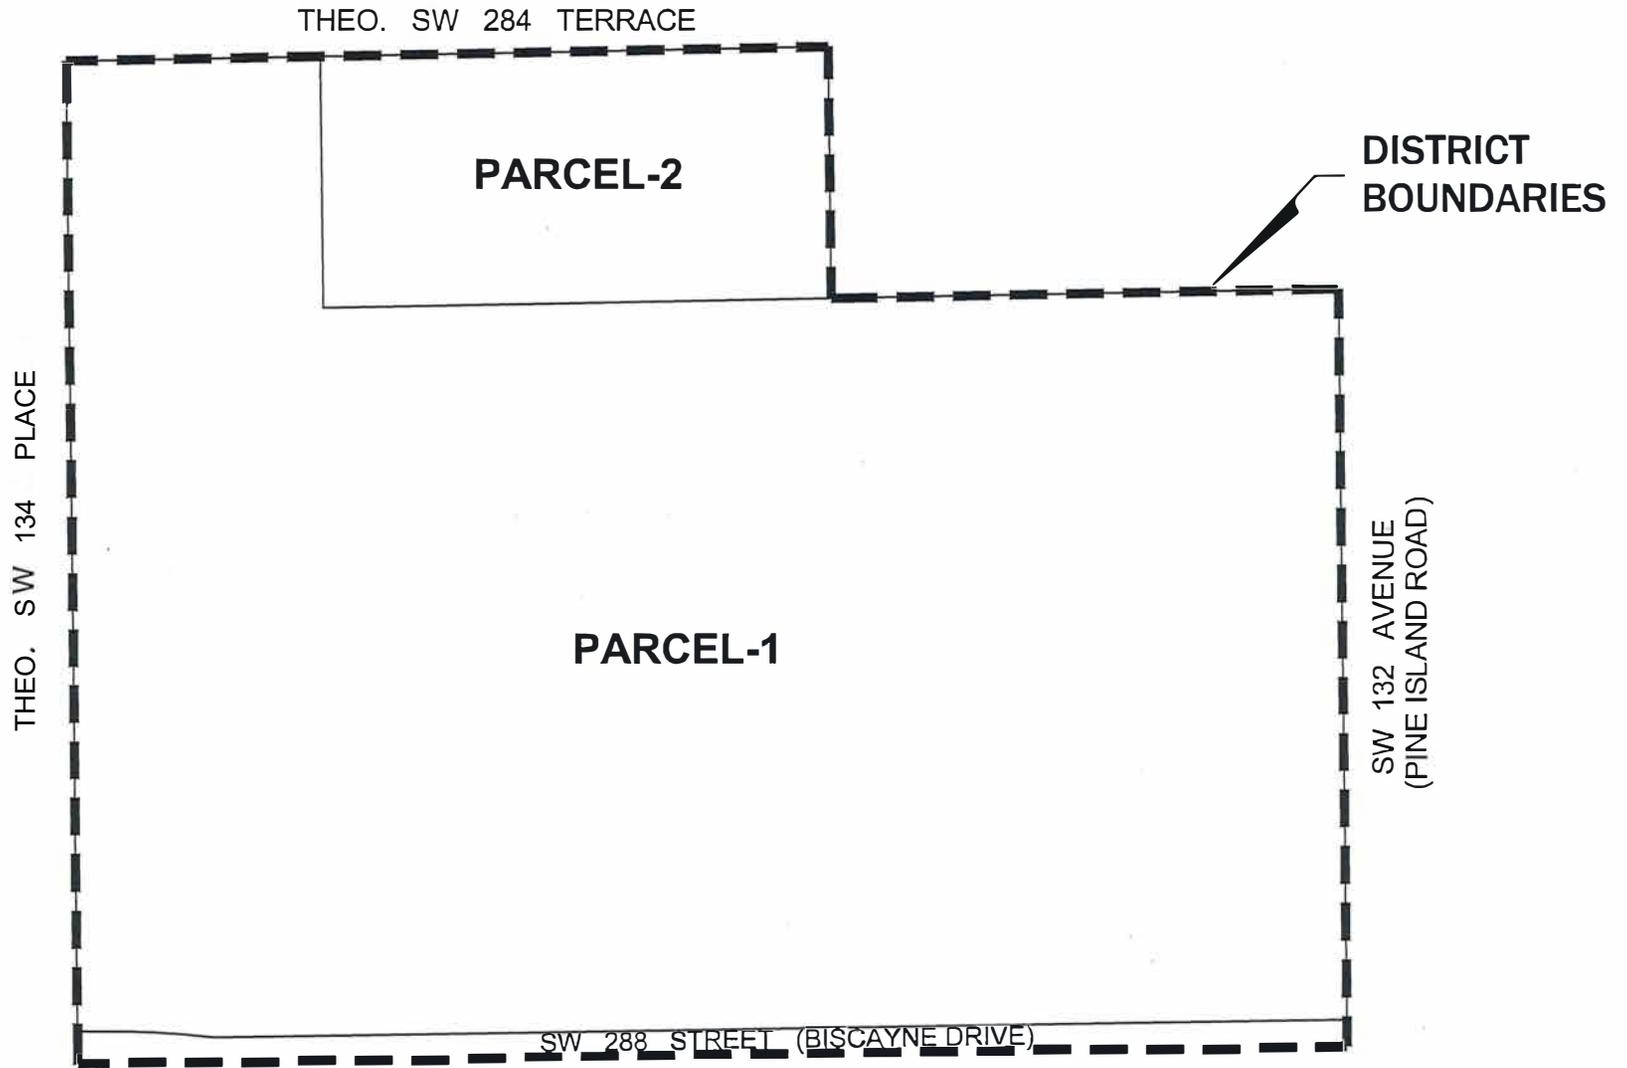 THEO. SW 284 TERRACE
PARCEL-2
DISTRICT
BOUNDARIES
THEO. SW 134 PLACE
PARCEL-1
SW 132 AVENUE
(PINE ISLAND ROAD)
SW 288 STREET (BISCAYNE DRIVE)